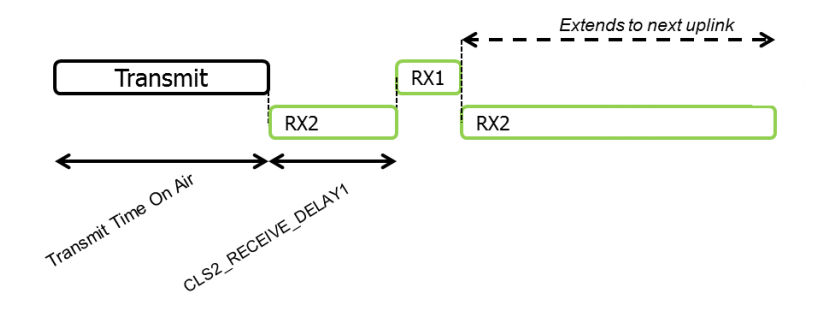 Extends to next uplink
Transmit
RX1
RX2
RX2
Transmit Time On Air
CLS2_RECEIVE_DELAY1